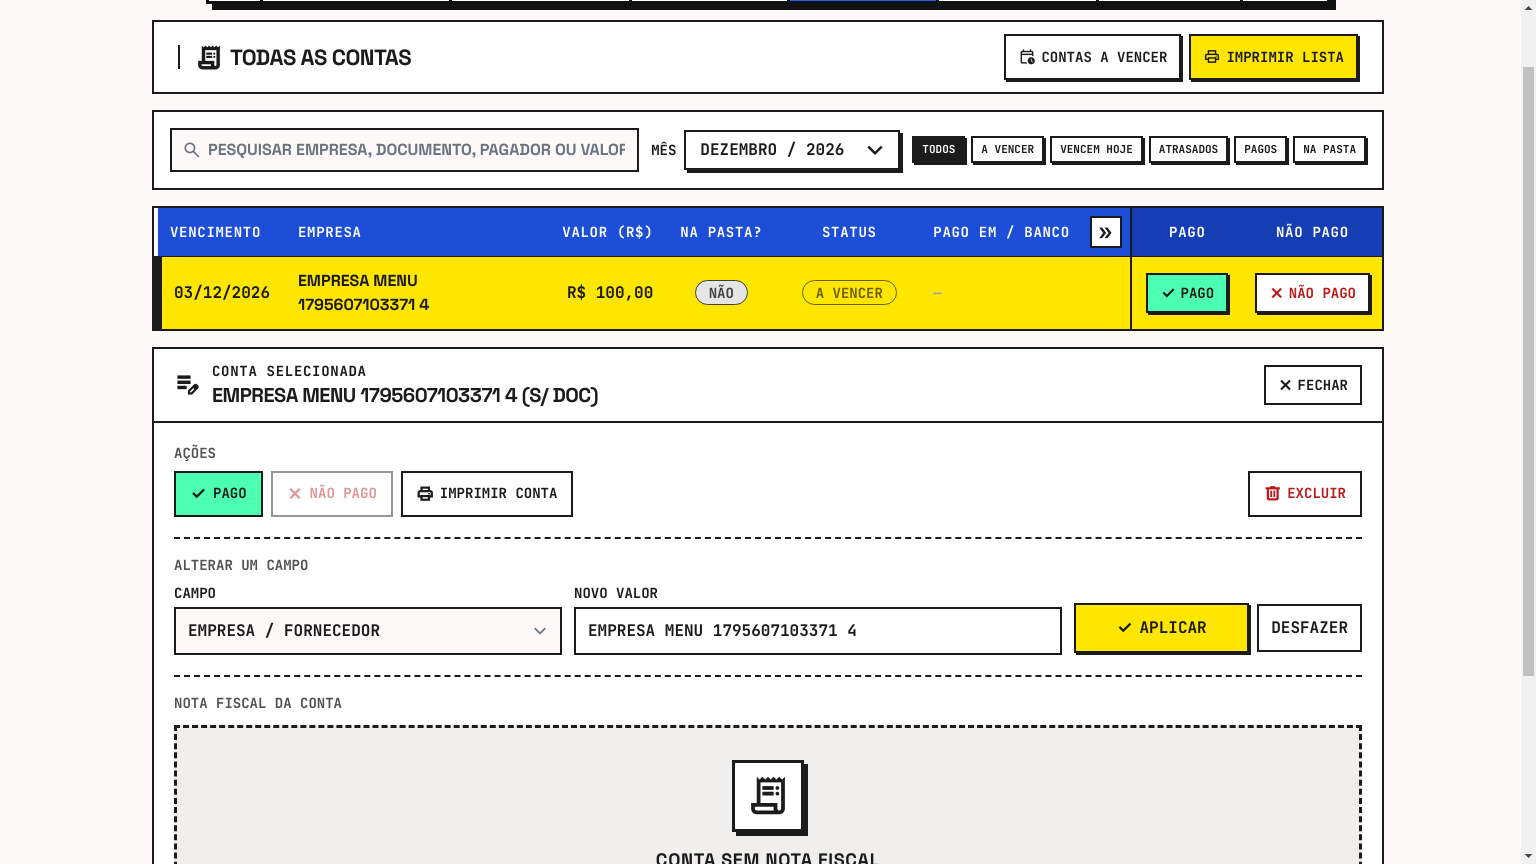 TODAS AS CONTAS
CONTAS A VENCER
IMPRIMIR LISTA
PESQUISAR EMPRESA, DOCUMENTO, PAGADOR OU VALOR
MÊS
DEZEMBRO / 2026
TODOS
A VENCER
VENCEM HOJE
ATRASADOS
PAGOS
NA PASTA
VENCIMENTO EMPRESA VALOR (R$) NA PASTA? STATUS PAGO EM / BANCO » PAGO NÃO PAGO
03/12/2026 EMPRESA MENU 1795607103371 4 R$ 100,00 NÃO A VENCER – PAGO NÃO PAGO
CONTA SELECIONADA
EMPRESA MENU 1795607103371 4 (S/ DOC)
FECHAR
AÇÕES
PAGO
NÃO PAGO
IMPRIMIR CONTA
EXCLUIR
ALTERAR UM CAMPO
CAMPO
EMPRESA / FORNECEDOR
NOVO VALOR
EMPRESA MENU 1795607103371 4
APLICAR
DESFAZER
NOTA FISCAL DA CONTA
CONTA SEM NOTA FISCAL